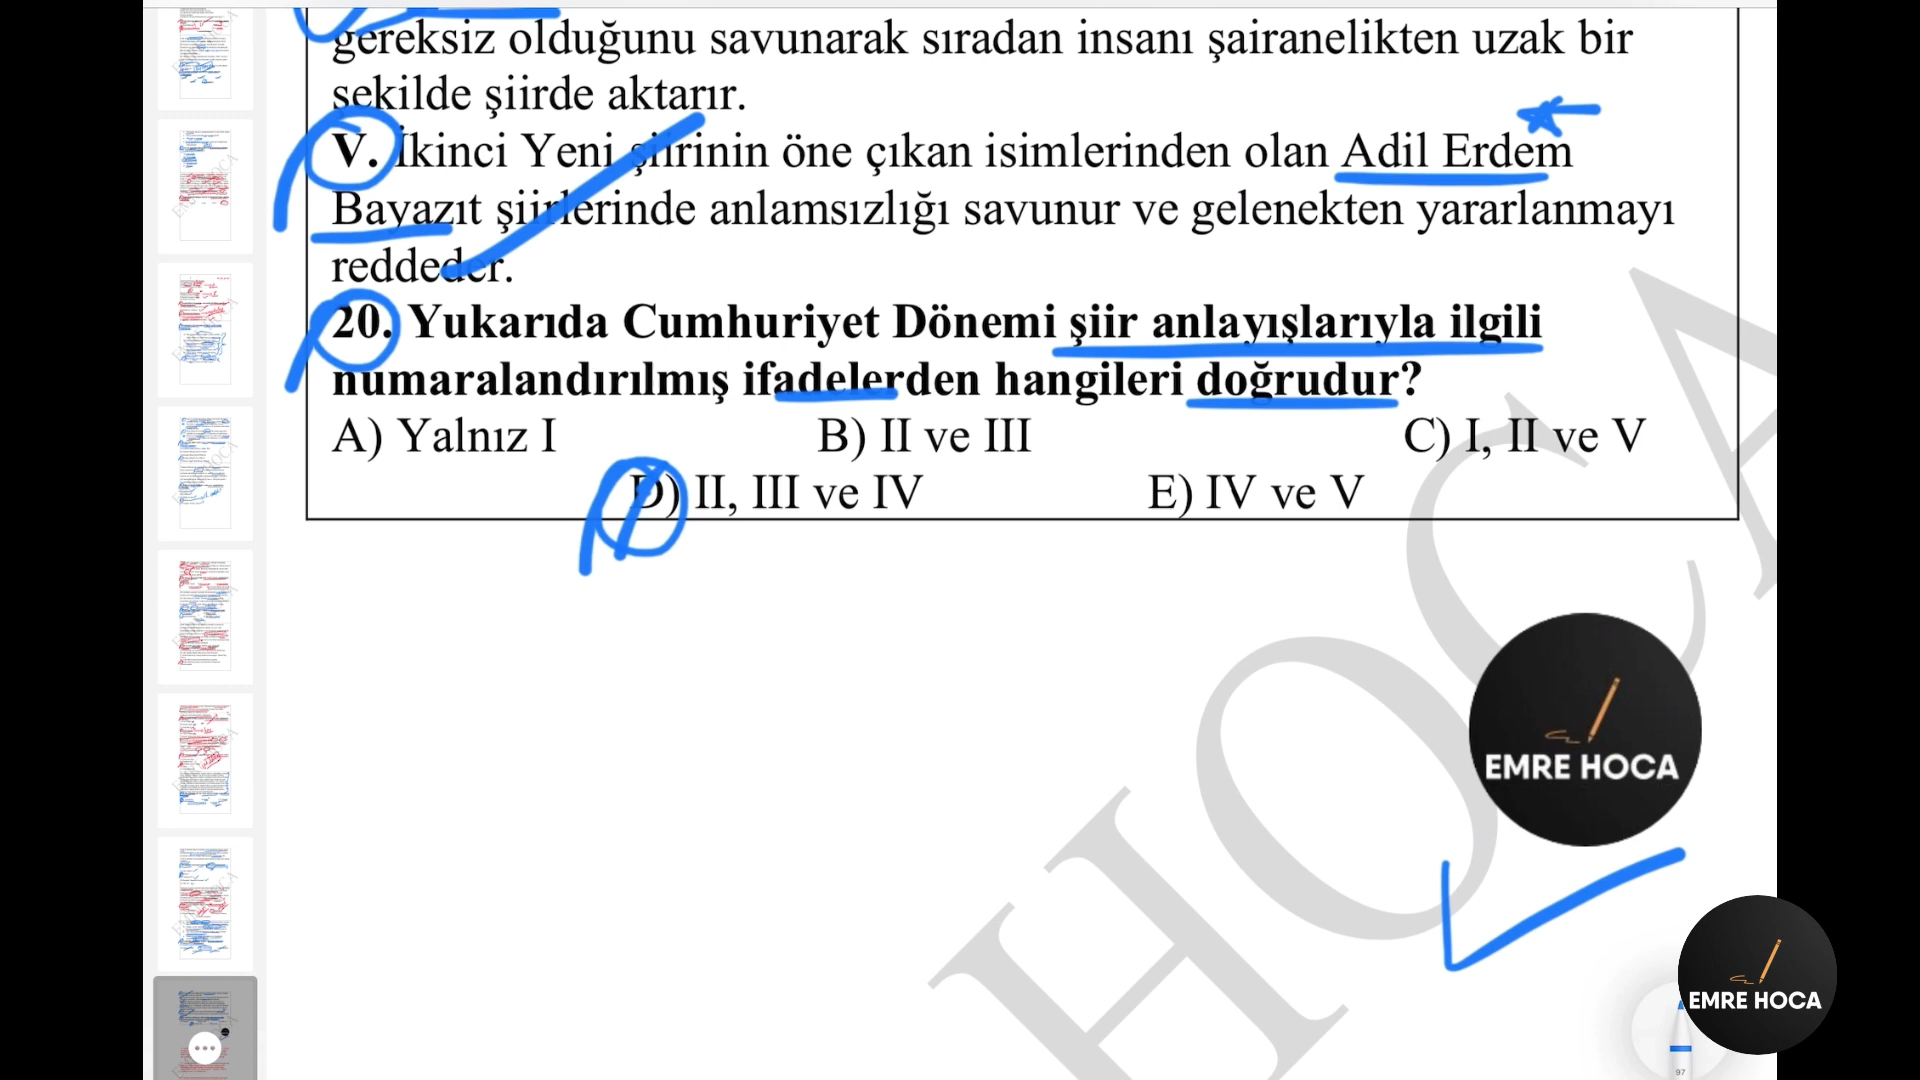 gereksiz olduğunu savunarak sıradan insanı şairanelikten uzak bir
şekilde şiirde aktarır.
V. İkinci Yeni şiirinin öne çıkan isimlerinden olan Adil Erdem
Bayazıt şiirlerinde anlamsızlığı savunur ve gelenekten yararlanmayı
reddeder.
20. Yukarıda Cumhuriyet Dönemi şiir anlayışlarıyla ilgili
numaralandırılmış ifadelerden hangileri doğrudur?
A) Yalnız I B) II ve III C) I, II ve V
D) II, III ve IV E) IV ve V
HOCA
EMRE HOCA
EMRE HOCA
97